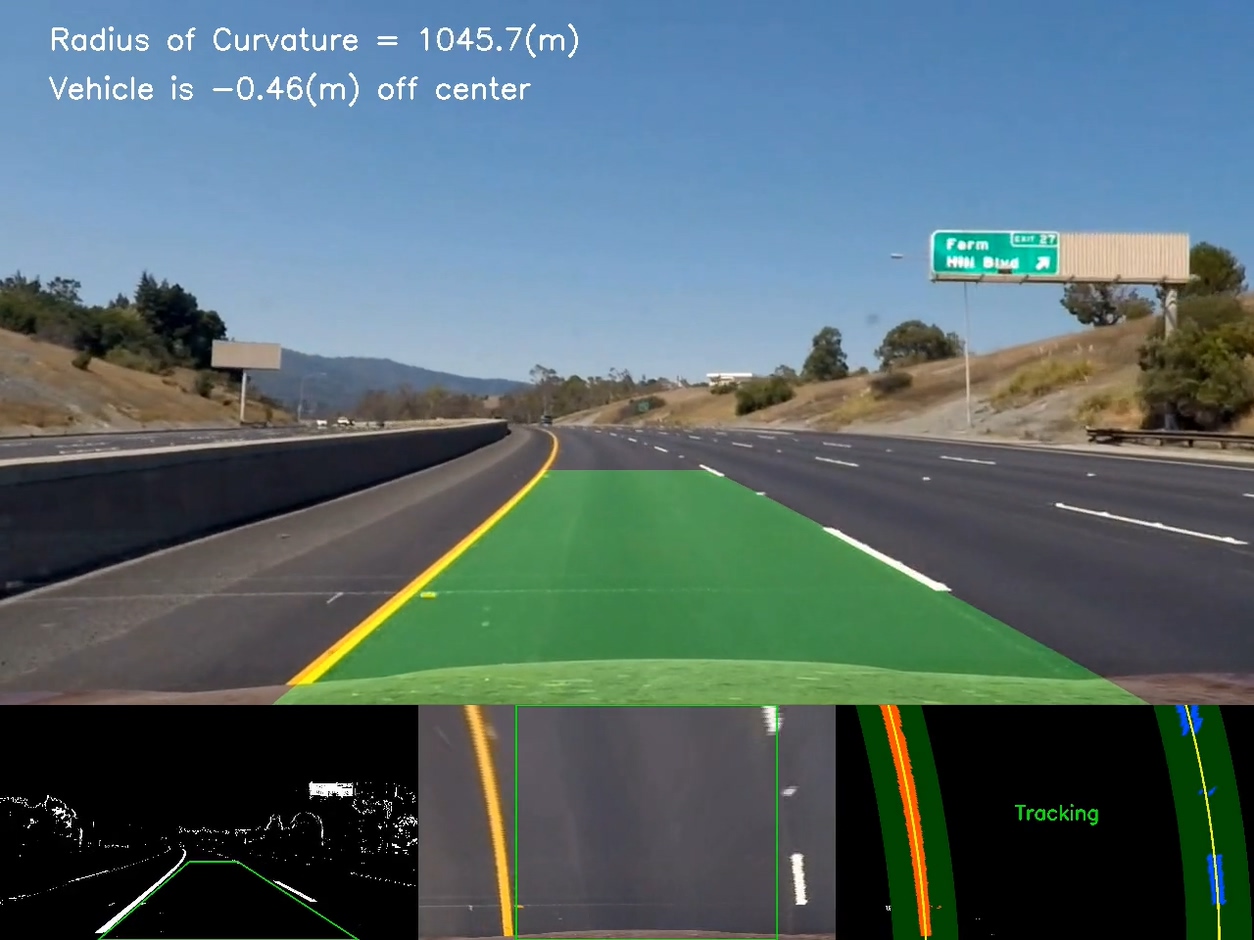 Radius of Curvature = 1045.7(m)
Vehicle is -0.46(m) off center
EXIT 27
Farm
Hill Blvd
Tracking